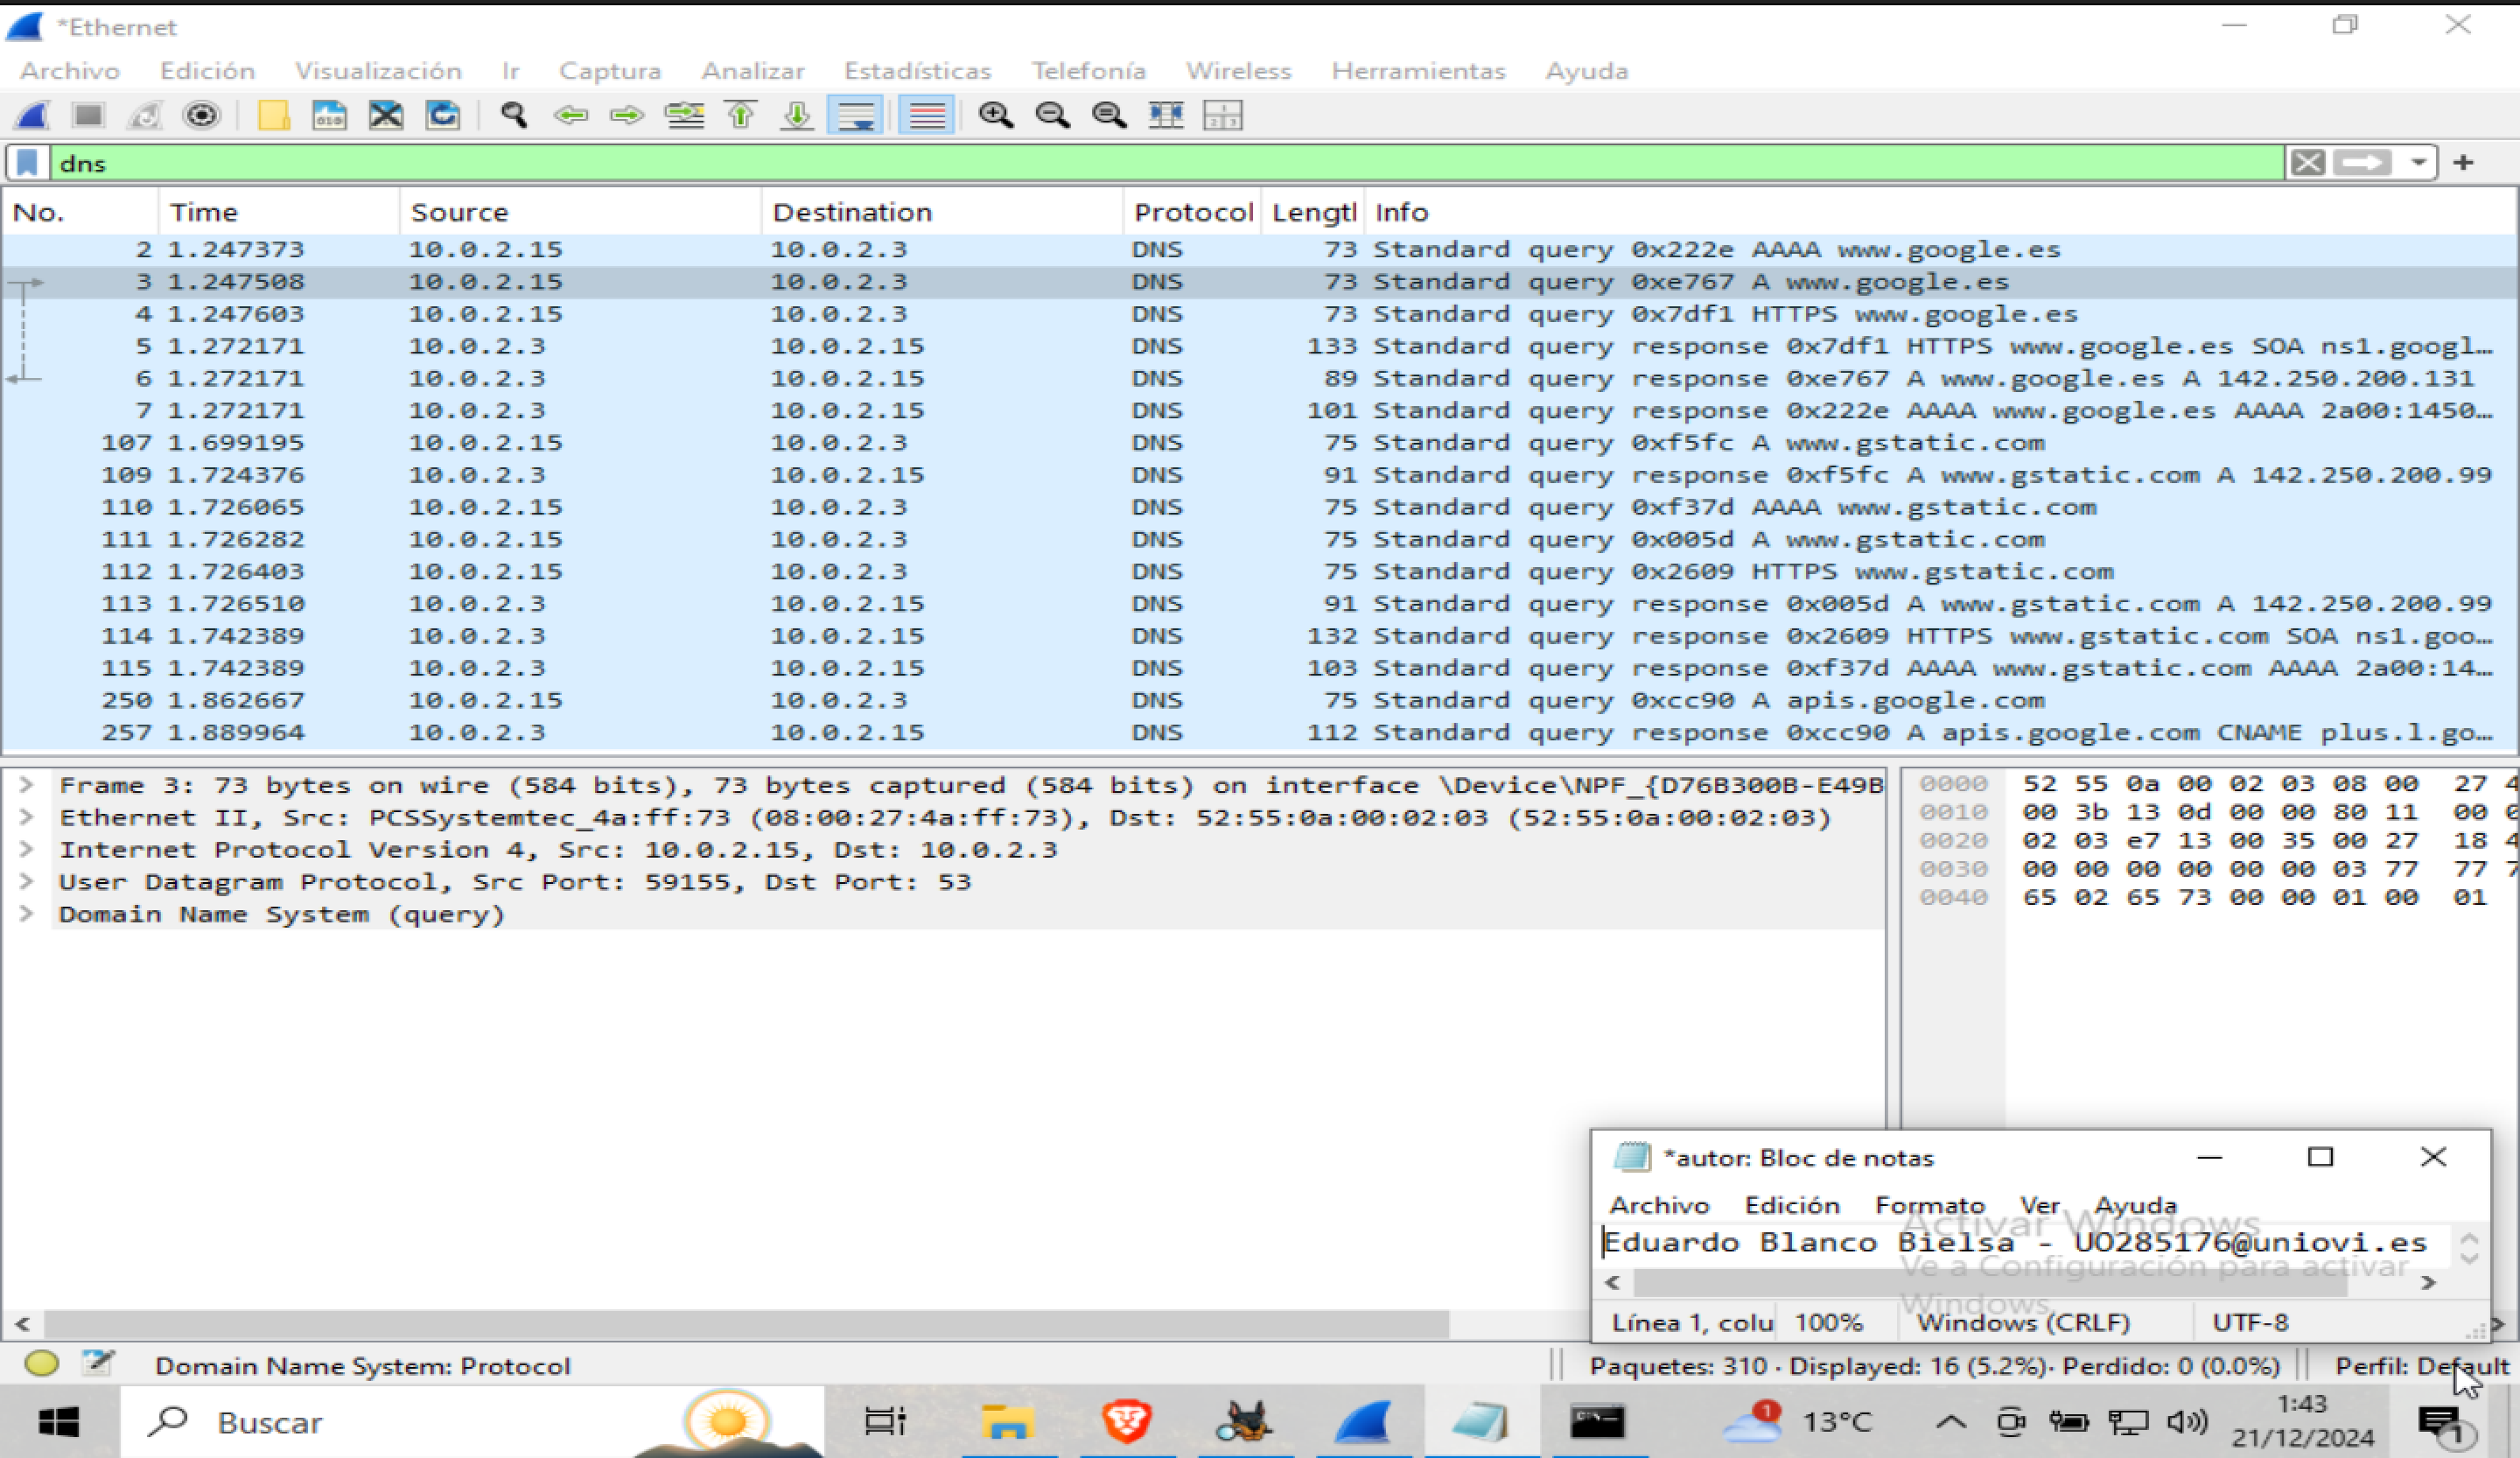 *Ethernet
Archivo Edición Visualización Ir Captura Analizar Estadísticas Telefonía Wireless Herramientas Ayuda
dns
No. Time Source Destination Protocol Lengtl Info
2 1.247373 10.0.2.15 10.0.2.3 DNS 73 Standard query 0x222e AAAA www.google.es
3 1.247508 10.0.2.15 10.0.2.3 DNS 73 Standard query 0xe767 A www.google.es
4 1.247603 10.0.2.15 10.0.2.3 DNS 73 Standard query 0x7df1 HTTPS www.google.es
5 1.272171 10.0.2.3 10.0.2.15 DNS 133 Standard query response 0x7df1 HTTPS www.google.es SOA ns1.googl…
6 1.272171 10.0.2.3 10.0.2.15 DNS 89 Standard query response 0xe767 A www.google.es A 142.250.200.131
7 1.272171 10.0.2.3 10.0.2.15 DNS 101 Standard query response 0x222e AAAA www.google.es AAAA 2a00:1450…
107 1.699195 10.0.2.15 10.0.2.3 DNS 75 Standard query 0xf5fc A www.gstatic.com
109 1.724376 10.0.2.3 10.0.2.15 DNS 91 Standard query response 0xf5fc A www.gstatic.com A 142.250.200.99
110 1.726065 10.0.2.15 10.0.2.3 DNS 75 Standard query 0xf37d AAAA www.gstatic.com
111 1.726282 10.0.2.15 10.0.2.3 DNS 75 Standard query 0x005d A www.gstatic.com
112 1.726403 10.0.2.15 10.0.2.3 DNS 75 Standard query 0x2609 HTTPS www.gstatic.com
113 1.726510 10.0.2.3 10.0.2.15 DNS 91 Standard query response 0x005d A www.gstatic.com A 142.250.200.99
114 1.742389 10.0.2.3 10.0.2.15 DNS 132 Standard query response 0x2609 HTTPS www.gstatic.com SOA ns1.goo…
115 1.742389 10.0.2.3 10.0.2.15 DNS 103 Standard query response 0xf37d AAAA www.gstatic.com AAAA 2a00:14…
250 1.862667 10.0.2.15 10.0.2.3 DNS 75 Standard query 0xcc90 A apis.google.com
257 1.889964 10.0.2.3 10.0.2.15 DNS 112 Standard query response 0xcc90 A apis.google.com CNAME plus.l.go…
Frame 3: 73 bytes on wire (584 bits), 73 bytes captured (584 bits) on interface \Device\NPF_{D76B300B-E49B
Ethernet II, Src: PCSSystemtec_4a:ff:73 (08:00:27:4a:ff:73), Dst: 52:55:0a:00:02:03 (52:55:0a:00:02:03)
Internet Protocol Version 4, Src: 10.0.2.15, Dst: 10.0.2.3
User Datagram Protocol, Src Port: 59155, Dst Port: 53
Domain Name System (query)
0000 52 55 0a 00 02 03 08 00 27 4
0010 00 3b 13 0d 00 00 80 11 00 0
0020 02 03 e7 13 00 35 00 27 18 4
0030 00 00 00 00 00 00 03 77 77 7
0040 65 02 65 73 00 00 01 00 01
*autor: Bloc de notas
Archivo Edición Formato Ver Ayuda
Activar Windows
Eduardo Blanco Bielsa - UO285176@uniovi.es
Ve a Configuración para activar
Windows.
Línea 1, colu 100% Windows (CRLF) UTF-8
Domain Name System: Protocol Paquetes: 310 · Displayed: 16 (5.2%)· Perdido: 0 (0.0%) Perfil: Default
Buscar 1 13°C 1:43
21/12/2024 1